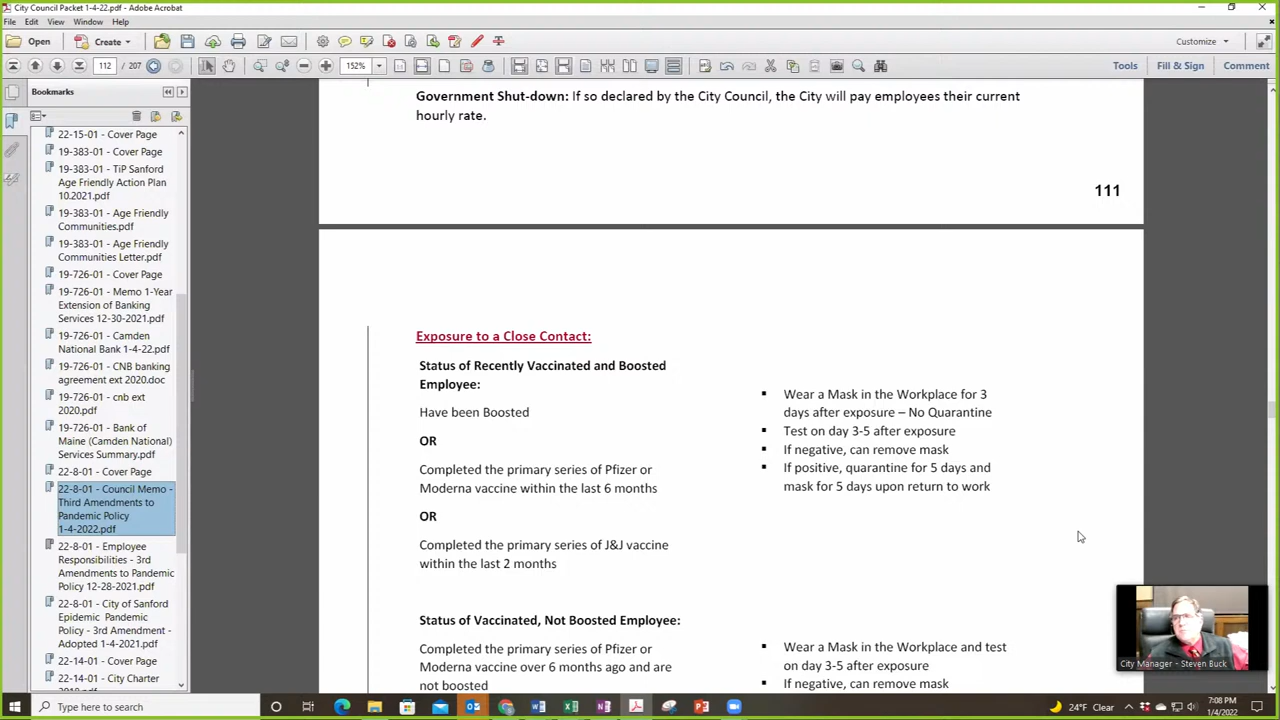 City Council Packet 1-4-22.pdf - Adobe Acrobat
File Edit View Window Help
Open Create Customize
112 / 207 152% Tools Fill & Sign Comment
Bookmarks
22-15-01 - Cover Page
19-383-01 - Cover Page
19-383-01 - TiP Sanford
Age Friendly Action Plan
10.2021.pdf
19-383-01 - Age Friendly
Communities.pdf
19-383-01 - Age Friendly
Communities Letter.pdf
19-726-01 - Cover Page
19-726-01 - Memo 1-Year
Extension of Banking
Services 12-30-2021.pdf
19-726-01 - Camden
National Bank 1-4-22.pdf
19-726-01 - CNB banking
agreement ext 2020.doc
19-726-01 - cnb ext
2020.pdf
19-726-01 - Bank of
Maine (Camden National)
Services Summary.pdf
22-8-01 - Cover Page
22-8-01 - Council Memo -
Third Amendments to
Pandemic Policy
1-4-2022.pdf
22-8-01 - Employee
Responsibilities - 3rd
Amendments to Pandemic
Policy 12-28-2021.pdf
22-8-01 - City of Sanford
Epidemic Pandemic
Policy - 3rd Amendment -
Adopted 1-4-2021.pdf
22-14-01 - Cover Page
22-14-01 - City Charter
Government Shut-down: If so declared by the City Council, the City will pay employees their current
hourly rate.
111
Exposure to a Close Contact:
Status of Recently Vaccinated and Boosted
Employee:
Have been Boosted
OR
Completed the primary series of Pfizer or
Moderna vaccine within the last 6 months
OR
Completed the primary series of J&J vaccine
within the last 2 months
▪ Wear a Mask in the Workplace for 3
days after exposure – No Quarantine
▪ Test on day 3-5 after exposure
▪ If negative, can remove mask
▪ If positive, quarantine for 5 days and
mask for 5 days upon return to work
Status of Vaccinated, Not Boosted Employee:
Completed the primary series of Pfizer or
Moderna vaccine over 6 months ago and are
not boosted
▪ Wear a Mask in the Workplace and test
on day 3-5 after exposure
▪ If negative, can remove mask
City Manager - Steven Buck
Type here to search
24°F Clear
7:08 PM
1/4/2022